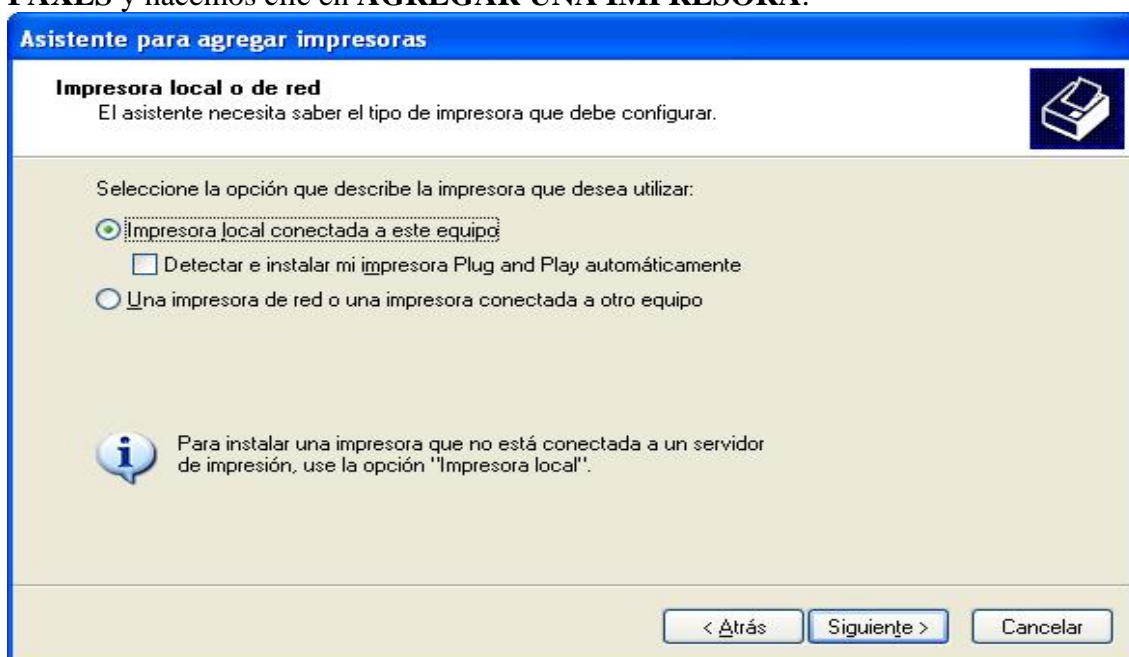 FAXES y hacemos clic en AGREGAR UNA IMPRESORA.
Asistente para agregar impresoras
Impresora local o de red
El asistente necesita saber el tipo de impresora que debe configurar.
Seleccione la opción que describe la impresora que desea utilizar:
Impresora local conectada a este equipo
Detectar e instalar mi impresora Plug and Play automáticamente
Una impresora de red o una impresora conectada a otro equipo
Para instalar una impresora que no está conectada a un servidor
de impresión, use la opción "Impresora local".
< Atrás Siguiente > Cancelar